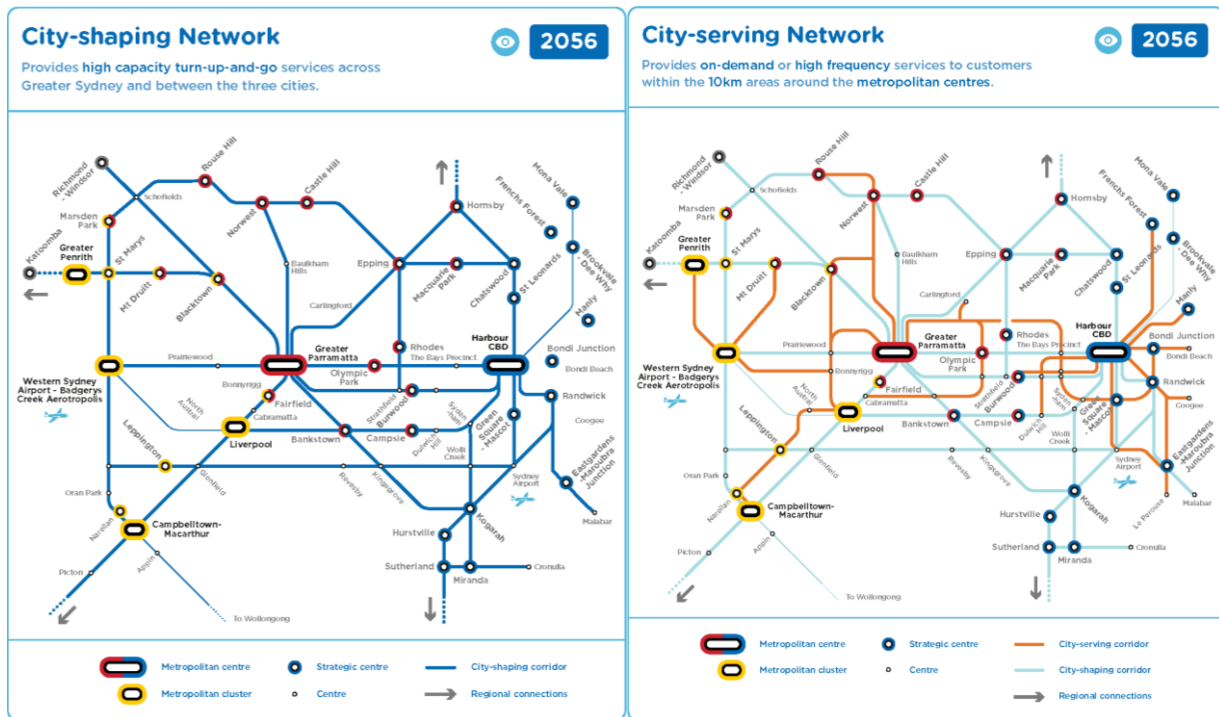 City-shaping Network
2056
Provides high capacity turn-up-and-go services across
Greater Sydney and between the three cities.
Richmond
- Windsor
Rouse Hill
Castle Hill
Schofields
Norwest
Hornsby
Frenchs Forest
Mona Vale
Marsden
Park
Katoomba
Greater
Penrith
St Marys
Mt Druitt
Blacktown
Baulkham
Hills
Epping
Macquarie
Park
Chatswood
St Leonards
Brookvale
- Dee Why
Manly
Carlingford
Prairiewood
Greater
Parramatta
Rhodes
The Bays Precinct
Harbour
CBD
Bondi Junction
Bondi Beach
Olympic
Park
Western Sydney
Airport - Badgerys
Creek Aerotropolis
Bonnyrigg
Fairfield
Cabramatta
North
Austral
Strathfield
Burwood
Syden
-ham
Green
Square
- Mascot
Randwick
Coogee
Liverpool
Bankstown
Campsie
Dulwich
Hill
Wolli
Creek
Leppington
Glenfield
Revesby
Kingsgrove
Sydney
Airport
Eastgardens
-Maroubra
Junction
Oran Park
Narellan
Campbelltown-
Macarthur
Kogarah
Malabar
Hurstville
Picton
Appin
Sutherland
Miranda
Cronulla
To Wollongong
Metropolitan centre
Strategic centre
City-shaping corridor
Metropolitan cluster
Centre
Regional connections
City-serving Network
2056
Provides on-demand or high frequency services to customers
within the 10km areas around the metropolitan centres.
Richmond
- Windsor
Rouse Hill
Castle Hill
Schofields
Norwest
Hornsby
Frenchs Forest
Mona Vale
Marsden
Park
Katoomba
Greater
Penrith
St Marys
Mt Druitt
Blacktown
Baulkham
Hills
Epping
Macquarie
Park
Chatswood
St Leonards
Brookvale
- Dee Why
Manly
Carlingford
Prairiewood
Greater
Parramatta
Rhodes
The Bays Precinct
Harbour
CBD
Bondi Junction
Bondi Beach
Olympic
Park
Western Sydney
Airport - Badgerys
Creek Aerotropolis
Bonnyrigg
Fairfield
Cabramatta
North
Austral
Strathfield
Burwood
Syden
-ham
Green
Square
- Mascot
Randwick
Coogee
Liverpool
Bankstown
Campsie
Dulwich
Hill
Wolli
Creek
Leppington
Glenfield
Revesby
Kingsgrove
Sydney
Airport
Eastgardens
-Maroubra
Junction
Oran Park
Narellan
Campbelltown-
Macarthur
Kogarah
La Perouse
Malabar
Hurstville
Picton
Appin
Sutherland
Miranda
Cronulla
To Wollongong
Metropolitan centre
Strategic centre
City-serving corridor
Metropolitan cluster
Centre
City-shaping corridor
Regional connections